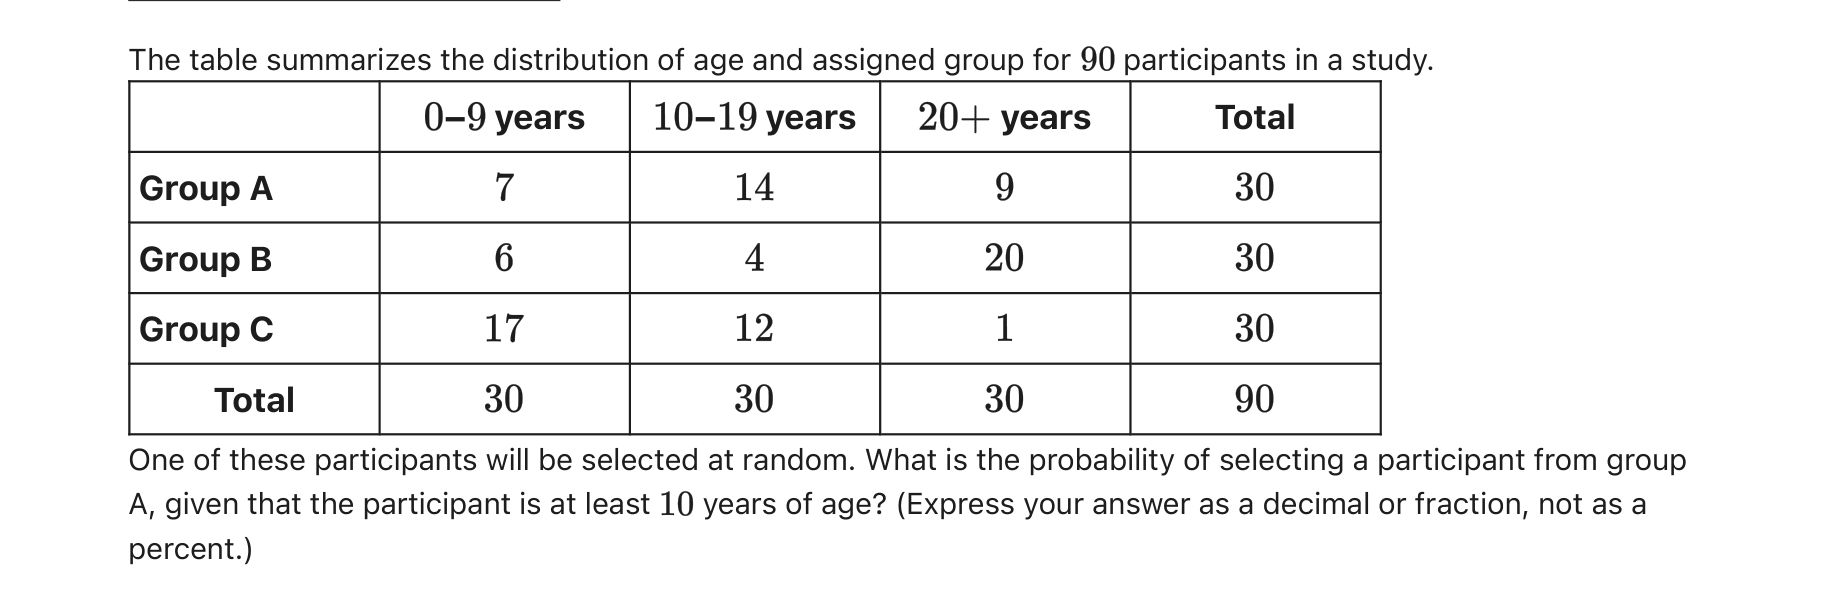 The table summarizes the distribution of age and assigned group for 90 participants in a study.
0–9 years 10–19 years 20+ years Total
Group A 7 14 9 30
Group B 6 4 20 30
Group C 17 12 1 30
Total 30 30 30 90
One of these participants will be selected at random. What is the probability of selecting a participant from group
A, given that the participant is at least 10 years of age? (Express your answer as a decimal or fraction, not as a
percent.)